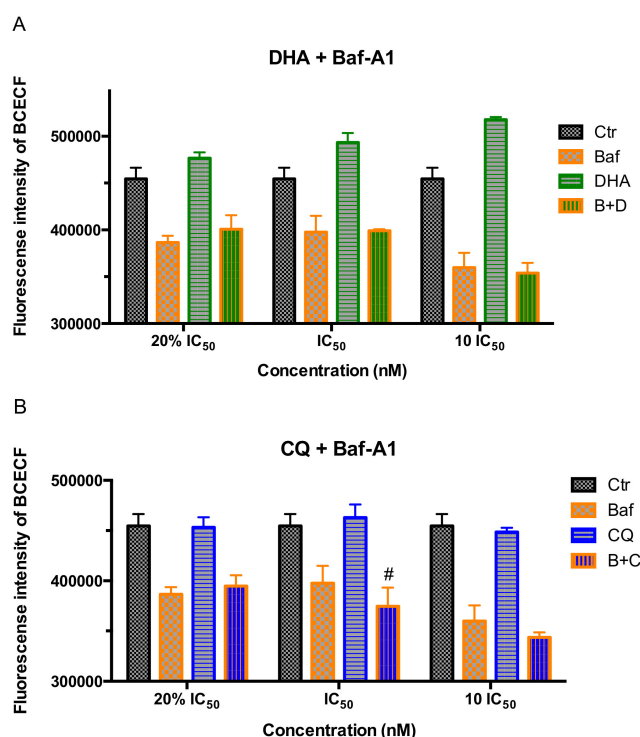 A
DHA + Baf-A1
Fluorescense intensity of BCECF
500000
400000
300000
20% IC50
IC50
10 IC50
Concentration (nM)
Ctr
Baf
DHA
B+D
B
CQ + Baf-A1
Fluorescense intensity of BCECF
500000
400000
300000
#
20% IC50
IC50
10 IC50
Concentration (nM)
Ctr
Baf
CQ
B+C